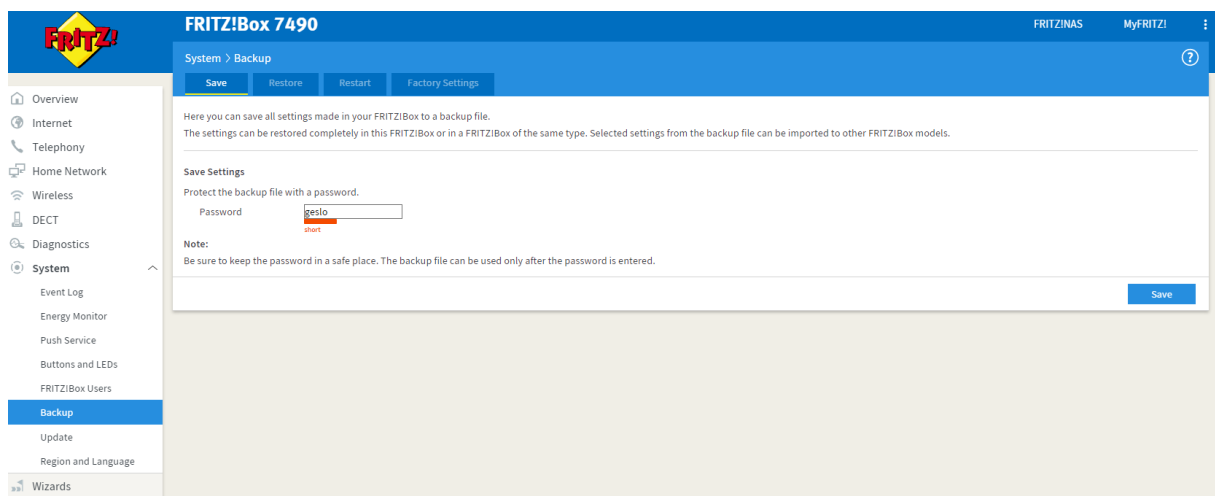 FRITZ!
FRITZ!Box 7490
FRITZ!NAS
MyFRITZ!
System > Backup
Save
Restore
Restart
Factory Settings
Overview
Internet
Telephony
Home Network
Wireless
DECT
Diagnostics
System
Event Log
Energy Monitor
Push Service
Buttons and LEDs
FRITZ!Box Users
Backup
Update
Region and Language
Wizards
Here you can save all settings made in your FRITZ!Box to a backup file.
The settings can be restored completely in this FRITZ!Box or in a FRITZ!Box of the same type. Selected settings from the backup file can be imported to other FRITZ!Box models.
Save Settings
Protect the backup file with a password.
Password geslo
short
Note:
Be sure to keep the password in a safe place. The backup file can be used only after the password is entered.
Save